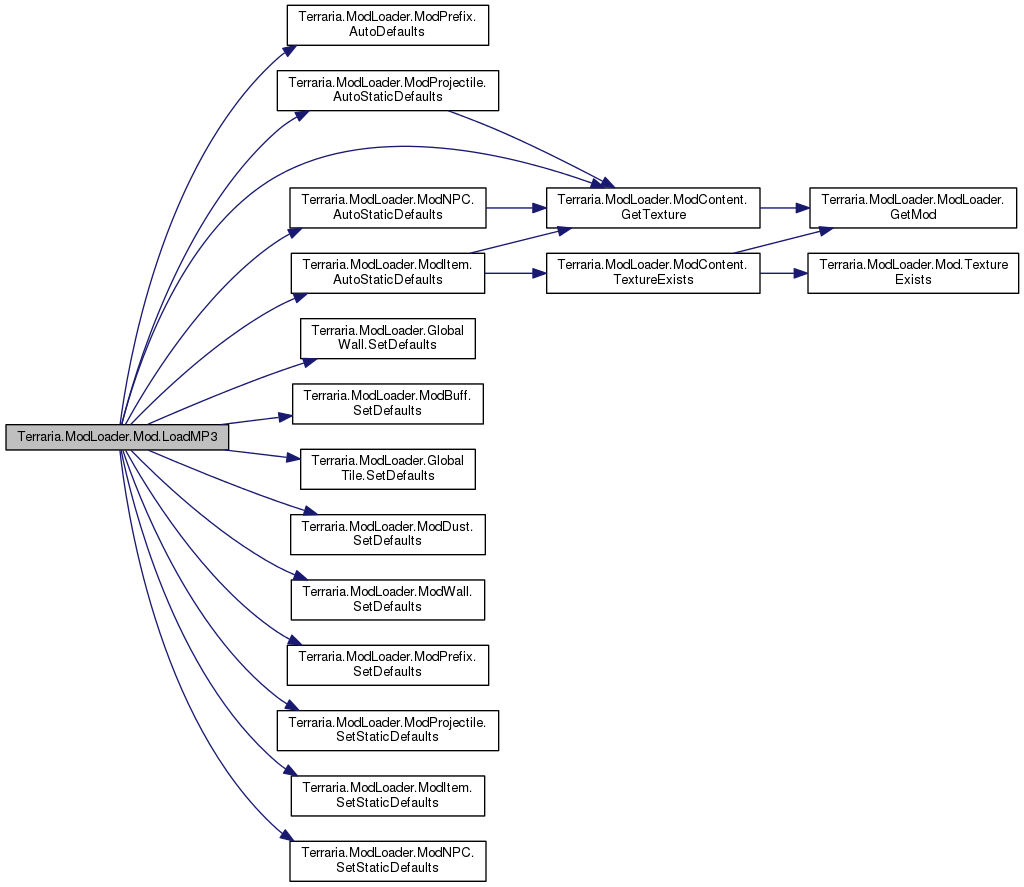 Terraria.ModLoader.ModPrefix.
AutoDefaults
Terraria.ModLoader.ModProjectile.
AutoStaticDefaults
Terraria.ModLoader.ModNPC.
AutoStaticDefaults
Terraria.ModLoader.ModContent.
GetTexture
Terraria.ModLoader.ModLoader.
GetMod
Terraria.ModLoader.ModItem.
AutoStaticDefaults
Terraria.ModLoader.ModContent.
TextureExists
Terraria.ModLoader.Mod.Texture
Exists
Terraria.ModLoader.Global
Wall.SetDefaults
Terraria.ModLoader.ModBuff.
SetDefaults
Terraria.ModLoader.Mod.LoadMP3
Terraria.ModLoader.Global
Tile.SetDefaults
Terraria.ModLoader.ModDust.
SetDefaults
Terraria.ModLoader.ModWall.
SetDefaults
Terraria.ModLoader.ModPrefix.
SetDefaults
Terraria.ModLoader.ModProjectile.
SetStaticDefaults
Terraria.ModLoader.ModItem.
SetStaticDefaults
Terraria.ModLoader.ModNPC.
SetStaticDefaults